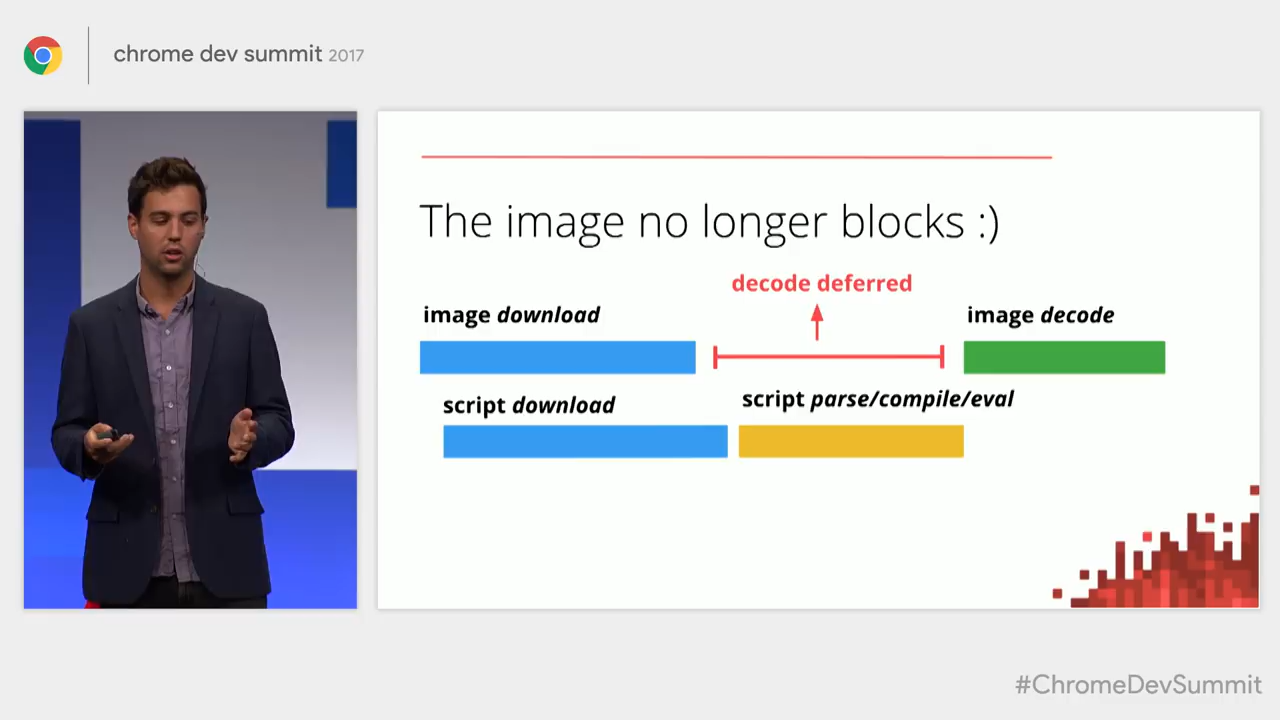 chrome dev summit 2017
The image no longer blocks :)
decode deferred
image download
image decode
script download
script parse/compile/eval
#ChromeDevSummit